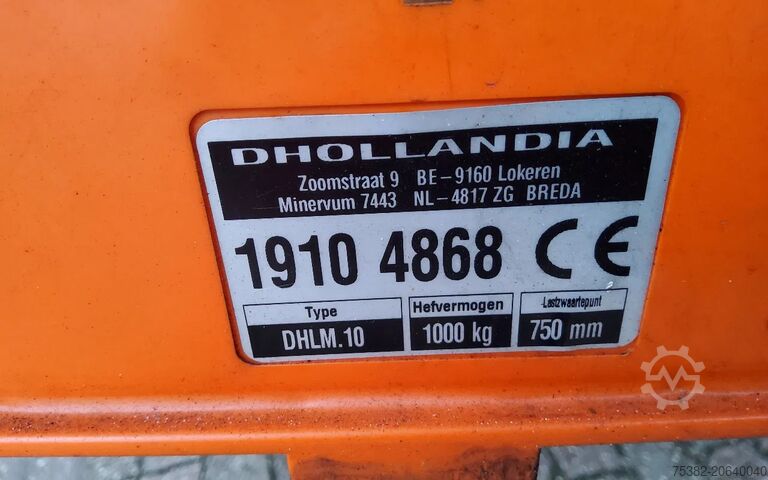 DHOLLANDIA
Zoomstraat 9 BE-9160 Lokeren
Minervum 7443 NL-4817 ZG BREDA
1910 4868 CE
Type Hefvermogen Lastzwaartepunt
DHLM.10 1000 kg 750 mm
75382-20640040